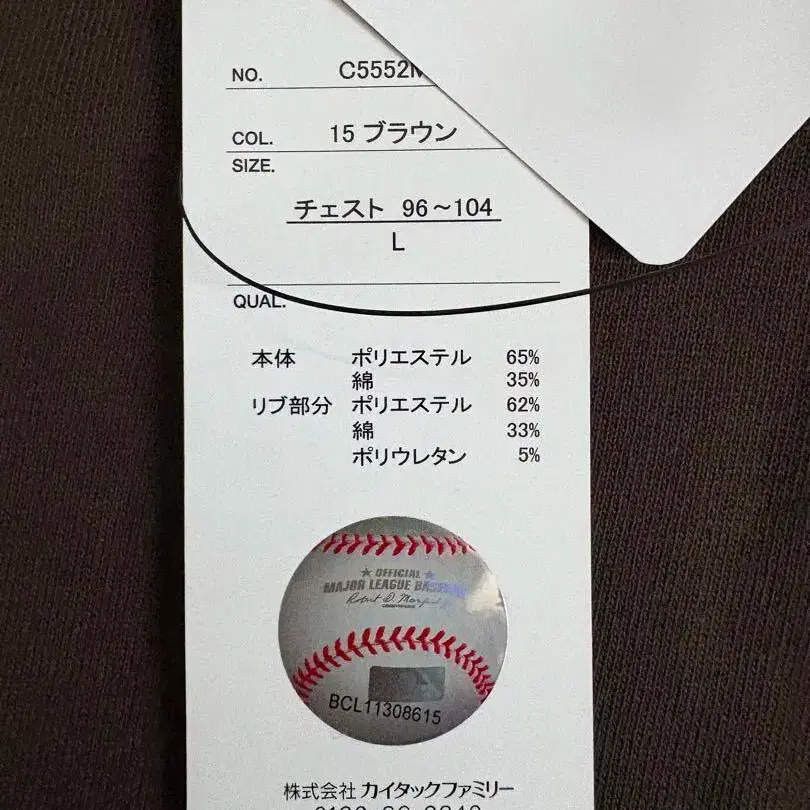 NO. C5552
COL. 15 ブラウン
SIZE.
チェスト 96～104
L
QUAL.
本体 ポリエステル 65%
綿 35%
リブ部分 ポリエステル 62%
綿 33%
ポリウレタン 5%
★ OFFICIAL ★
MAJOR LEAGUE BASEBALL
BCL11308615
株式会社 カイタックファミリー